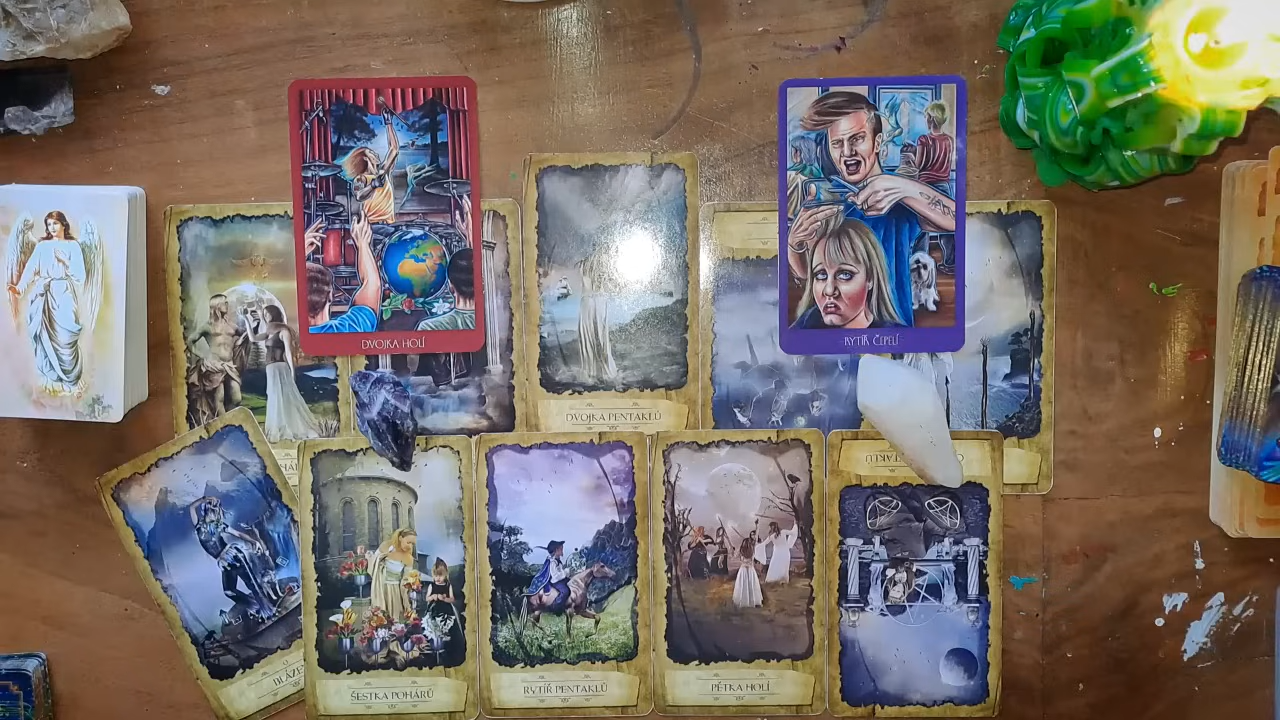 DVOJKA HOLÍ
RYTÍŘ ČEPELÍ
DVOJKA PENTAKLŮ
ŠESTKA POHÁRŮ
RYTÍŘ PENTAKLŮ
PĚTKA HOLÍ